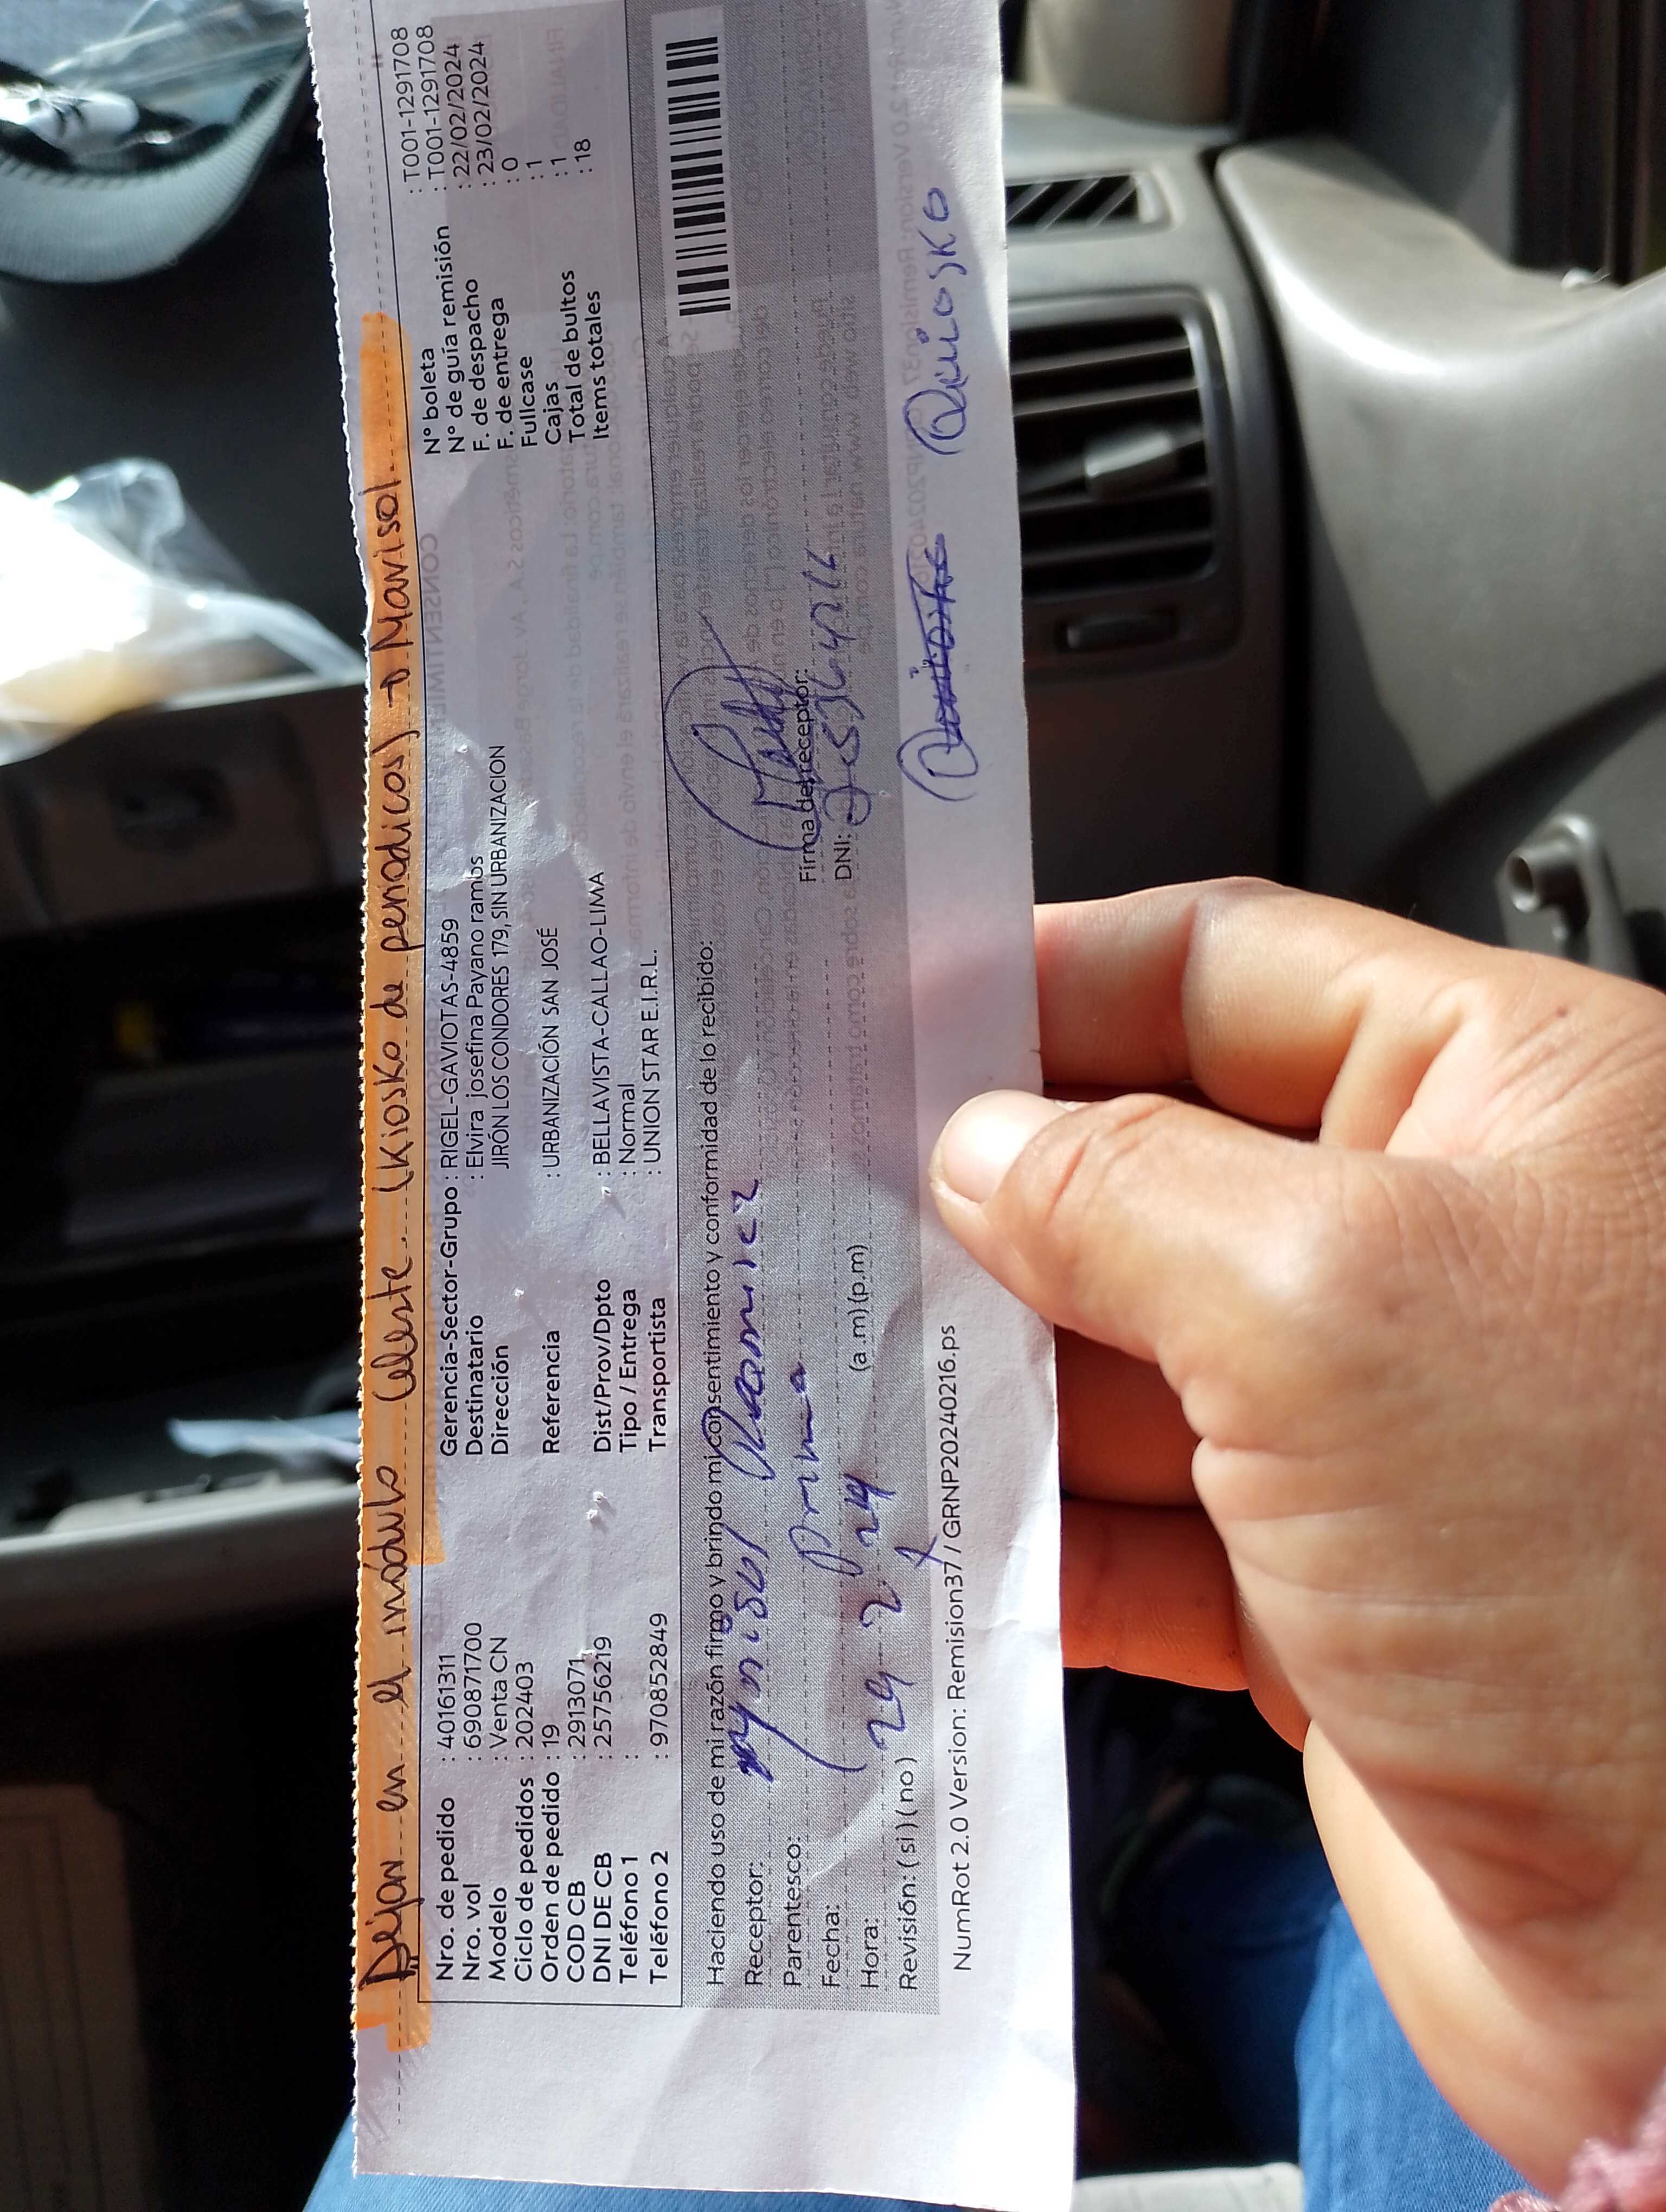 Dejar en el módulo Celeste (Kiosko de periodicos) → Marisol.
Nro. de pedido : 40161311
Nro. vol : 690871700
Modelo : Venta CN
Ciclo de pedidos : 202403
Orden de pedido : 19
COD CB : 2913071
DNI DE CB : 25756219
Teléfono 1 :
Teléfono 2 : 970852849
Gerencia-Sector-Grupo : RIGEL-GAVIOTAS-4859
Destinatario : Elvira josefina Payano ramos
Dirección JIRÓN LOS CONDORES 179, SIN URBANIZACION
Referencia : URBANIZACIÓN SAN JOSÉ
Dist/Prov/Dpto : BELLAVISTA-CALLAO-LIMA
Tipo / Entrega : Normal
Transportista : UNION STAR E.I.R.L.
N° boleta : T001-1291708
N° de guía remisión : T001-1291708
F. de despacho : 22/02/2024
F. de entrega : 23/02/2024
Fullcase : 0
Cajas : 1
Total de bultos : 1
Items totales : 18
Haciendo uso de mi razón firmo y brindo mi consentimiento y conformidad de lo recibido:
Receptor:
Parentesco: Prima
Fecha: 24 2 24
Hora: (a .m) (p.m)
Revisión: ( si ) ( no )
Firma de receptor:
DNI:
Quiosko
NumRot 2.0 Version: Remision37 / GRNP20240216.ps